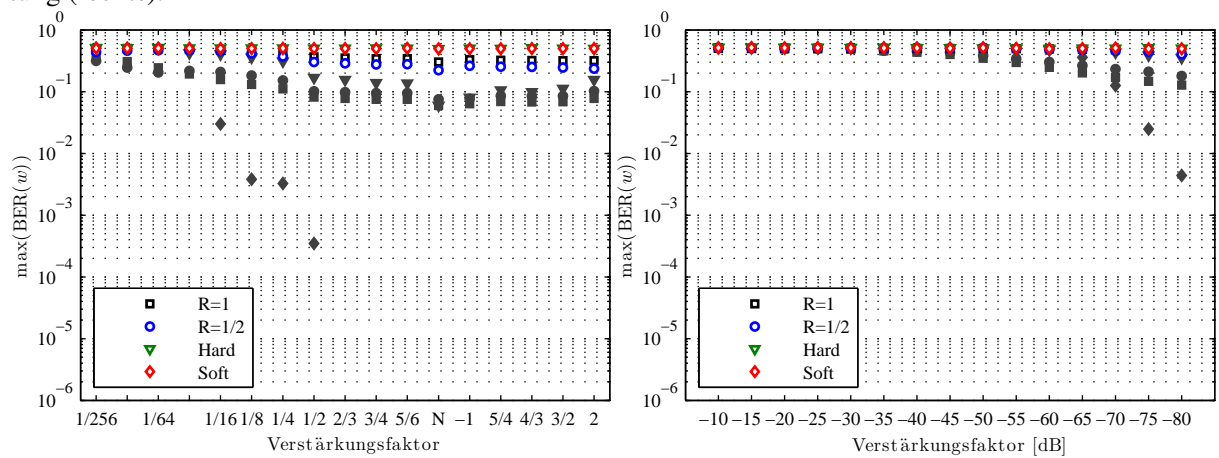 10^0
10^−1
10^−2
10^−3
10^−4
10^−5
10^−6
max(BER(w))
R=1
R=1/2
Hard
Soft
1/256 1/64 1/16 1/8 1/4 1/2 2/3 3/4 5/6 N −1 5/4 4/3 3/2 2
Verstärkungsfaktor
10^0
10^−1
10^−2
10^−3
10^−4
10^−5
10^−6
max(BER(w))
R=1
R=1/2
Hard
Soft
−10 −15 −20 −25 −30 −35 −40 −45 −50 −55 −60 −65 −70 −75 −80
Verstärkungsfaktor [dB]